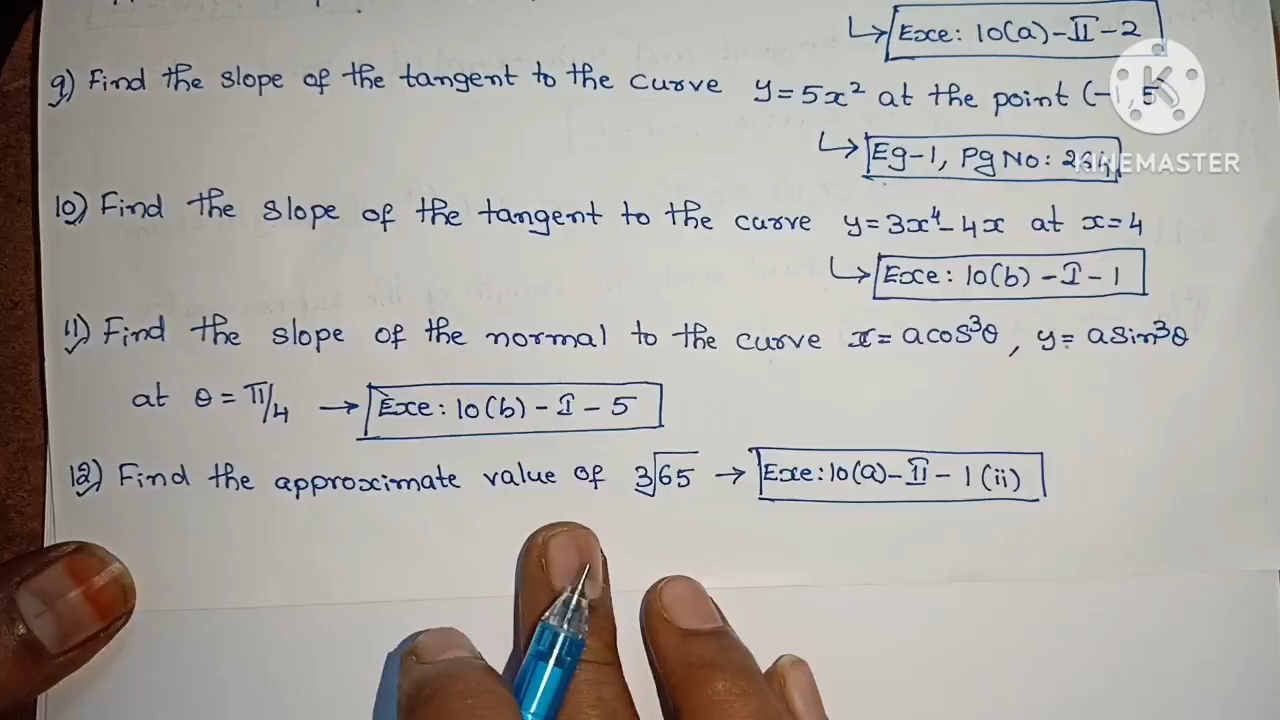 Exe: 10(a)-II-2
9) Find the slope of the tangent to the curve y=5x² at the point (-1, 5
Eg-1, Pg No:
KINEMASTER
10) Find the slope of the tangent to the curve y=3x⁴-4x at x=4
Exe: 10(b)-I-1
11) Find the slope of the normal to the curve x=acos³θ, y=asin³θ
at θ=π/4 → Exe: 10(b)-I-5
12) Find the approximate value of 3√65 → Exe:10(a)-II-1(ii)